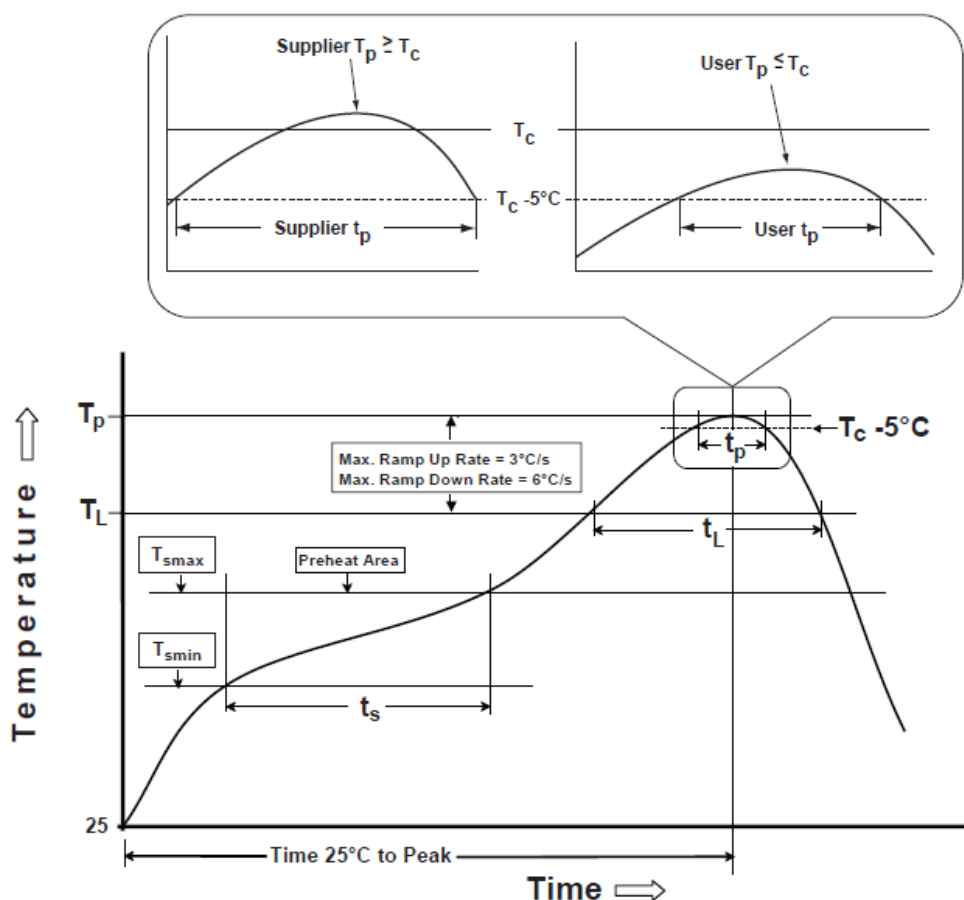 Supplier Tp ≥ Tc
User Tp ≤ Tc
Tc
Tc -5°C
Supplier tp
User tp
Tp
Tc -5°C
tp
Max. Ramp Up Rate = 3°C/s
Max. Ramp Down Rate = 6°C/s
TL
tL
Tsmax
Preheat Area
Tsmin
ts
Temperature
25
Time 25°C to Peak
Time